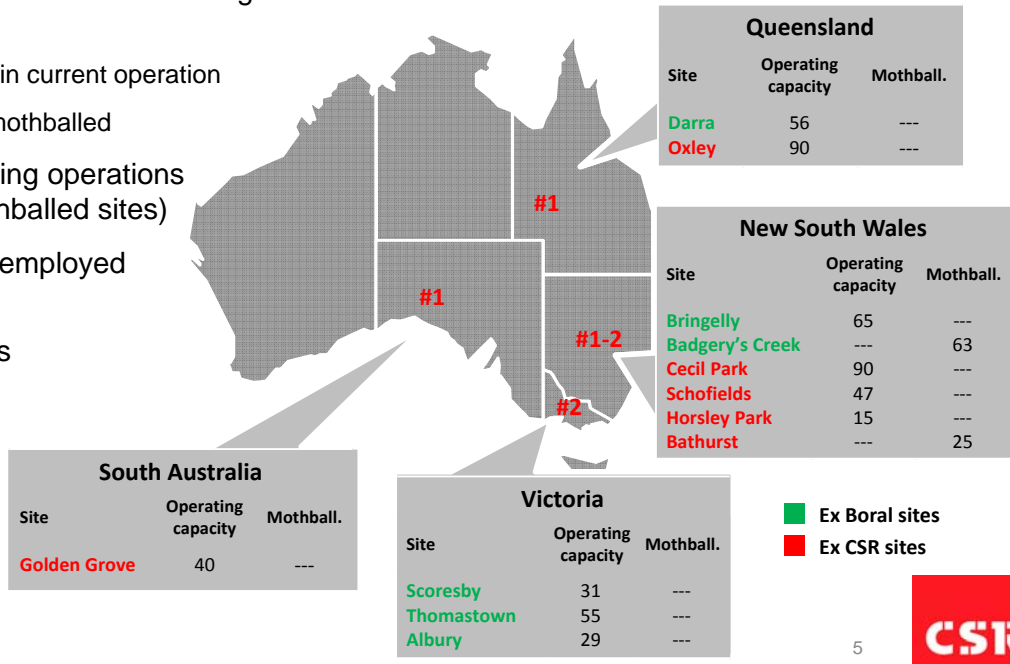 in current operation
mothballed
ing operations
nballed sites)
employed
s
#1
#1
#1-2
#2
Queensland
Site Operating capacity Mothball.
Darra 56 ---
Oxley 90 ---
New South Wales
Site Operating capacity Mothball.
Bringelly 65 ---
Badgery's Creek --- 63
Cecil Park 90 ---
Schofields 47 ---
Horsley Park 15 ---
Bathurst --- 25
South Australia
Site Operating capacity Mothball.
Golden Grove 40 ---
Victoria
Site Operating capacity Mothball.
Scoresby 31 ---
Thomastown 55 ---
Albury 29 ---
Ex Boral sites
Ex CSR sites
5
CSR